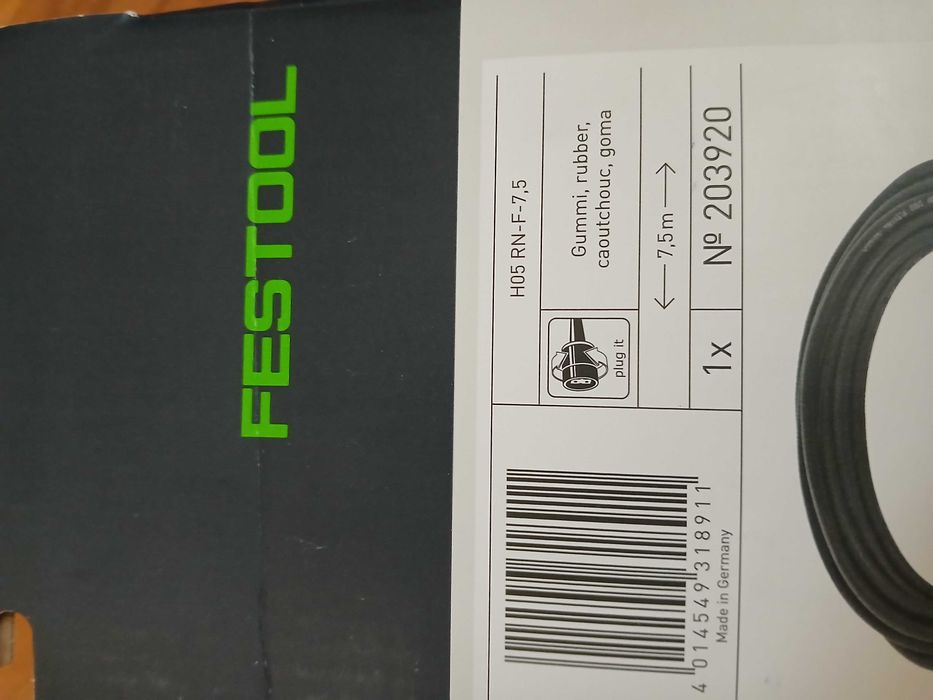 FESTOOL
H05 RN-F-7,5
plug it
Gummi, rubber,
caoutchouc, goma
7,5m
1x
Nº 203920
4 014549 318911
Made in Germany